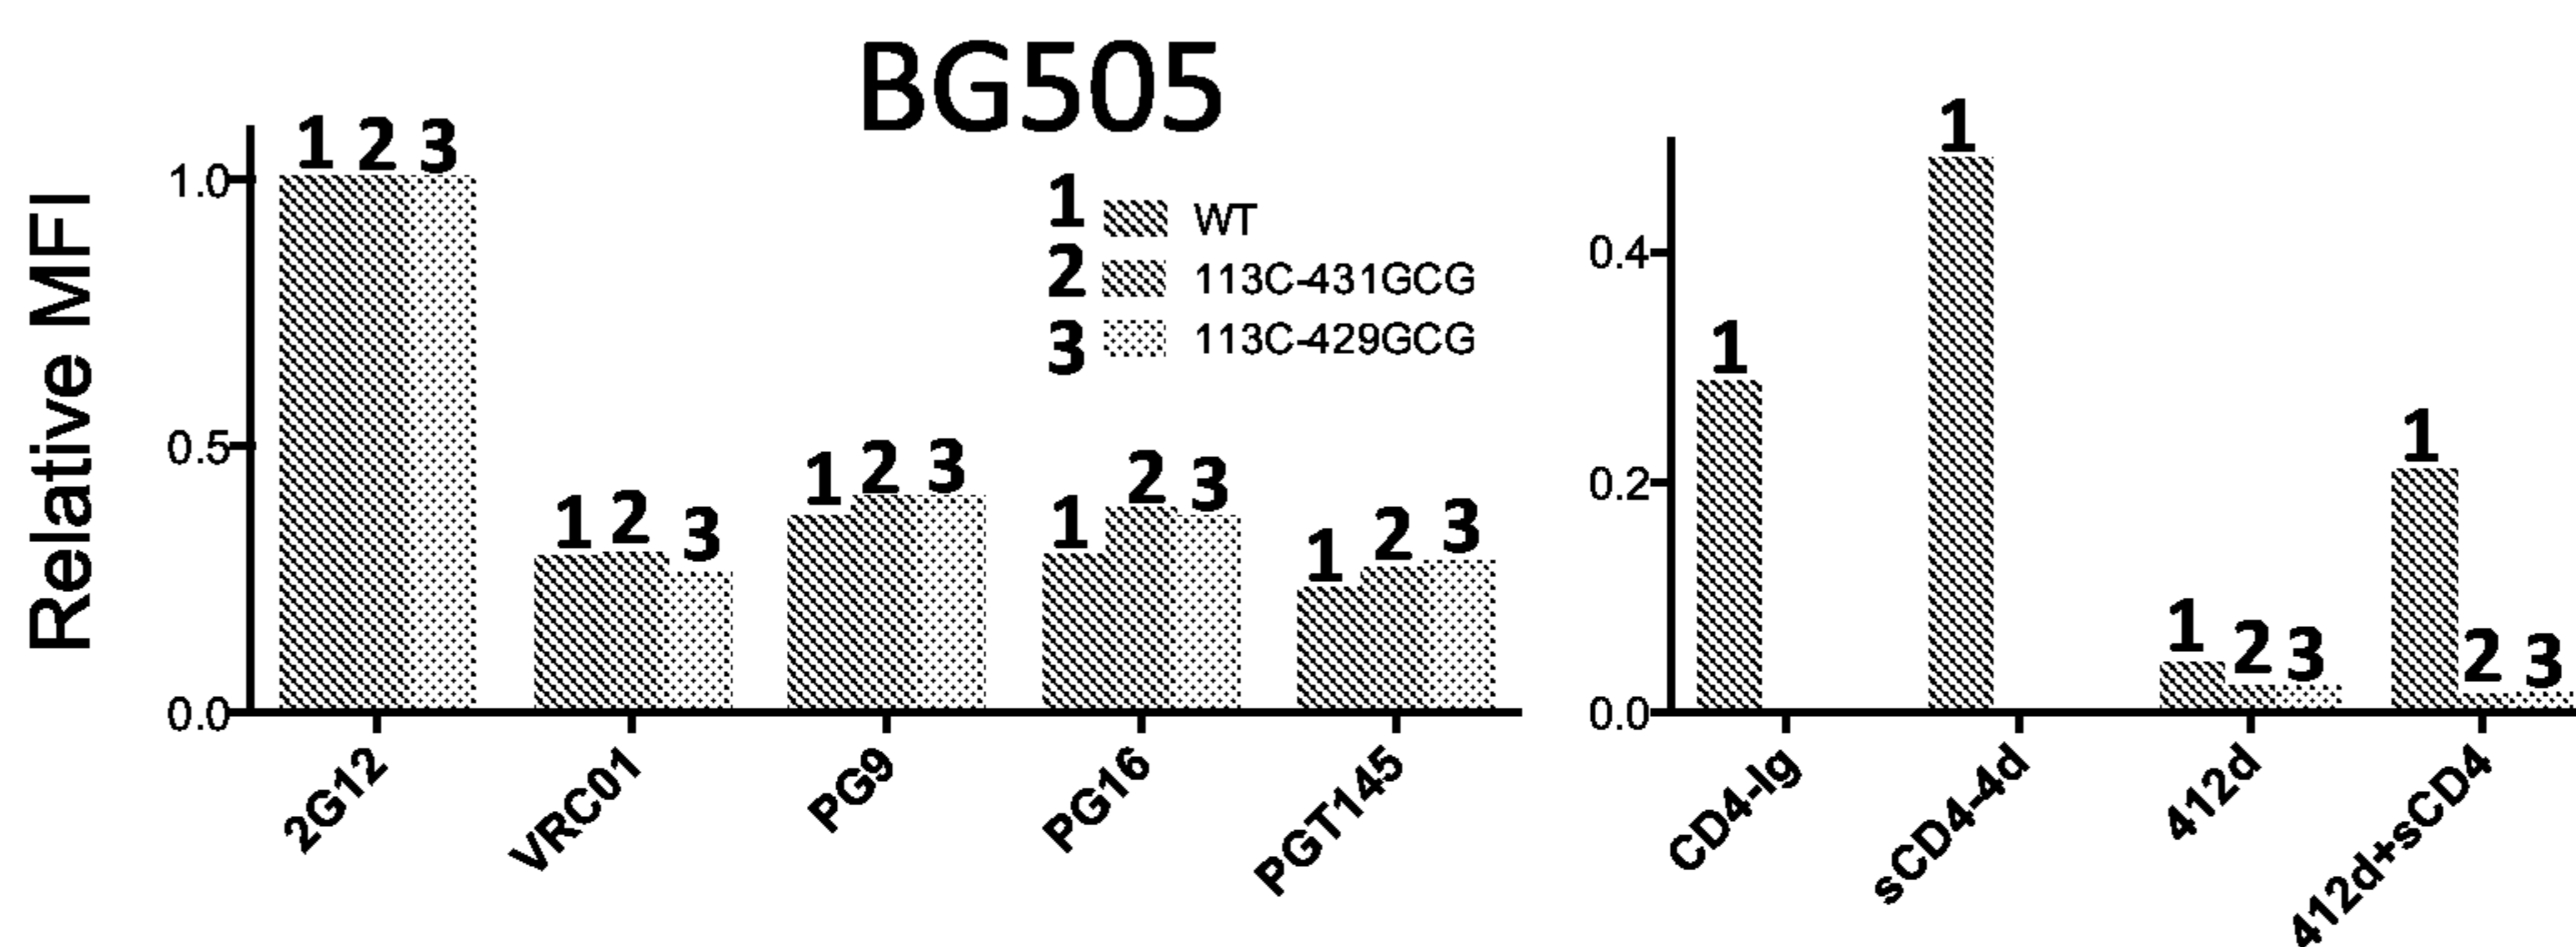 BG505
Relative MFI
1.0
0.5
0.0
1 2 3
1 2 3
1 2 3
1 2 3
1 2 3
1 WT
2 113C-431GCG
3 113C-429GCG
2G12
VRC01
PG9
PG16
PGT145
0.4
0.2
0.0
1
1
1 2 3
1 2 3
CD4-Ig
sCD4-4d
412d
412d+sCD4